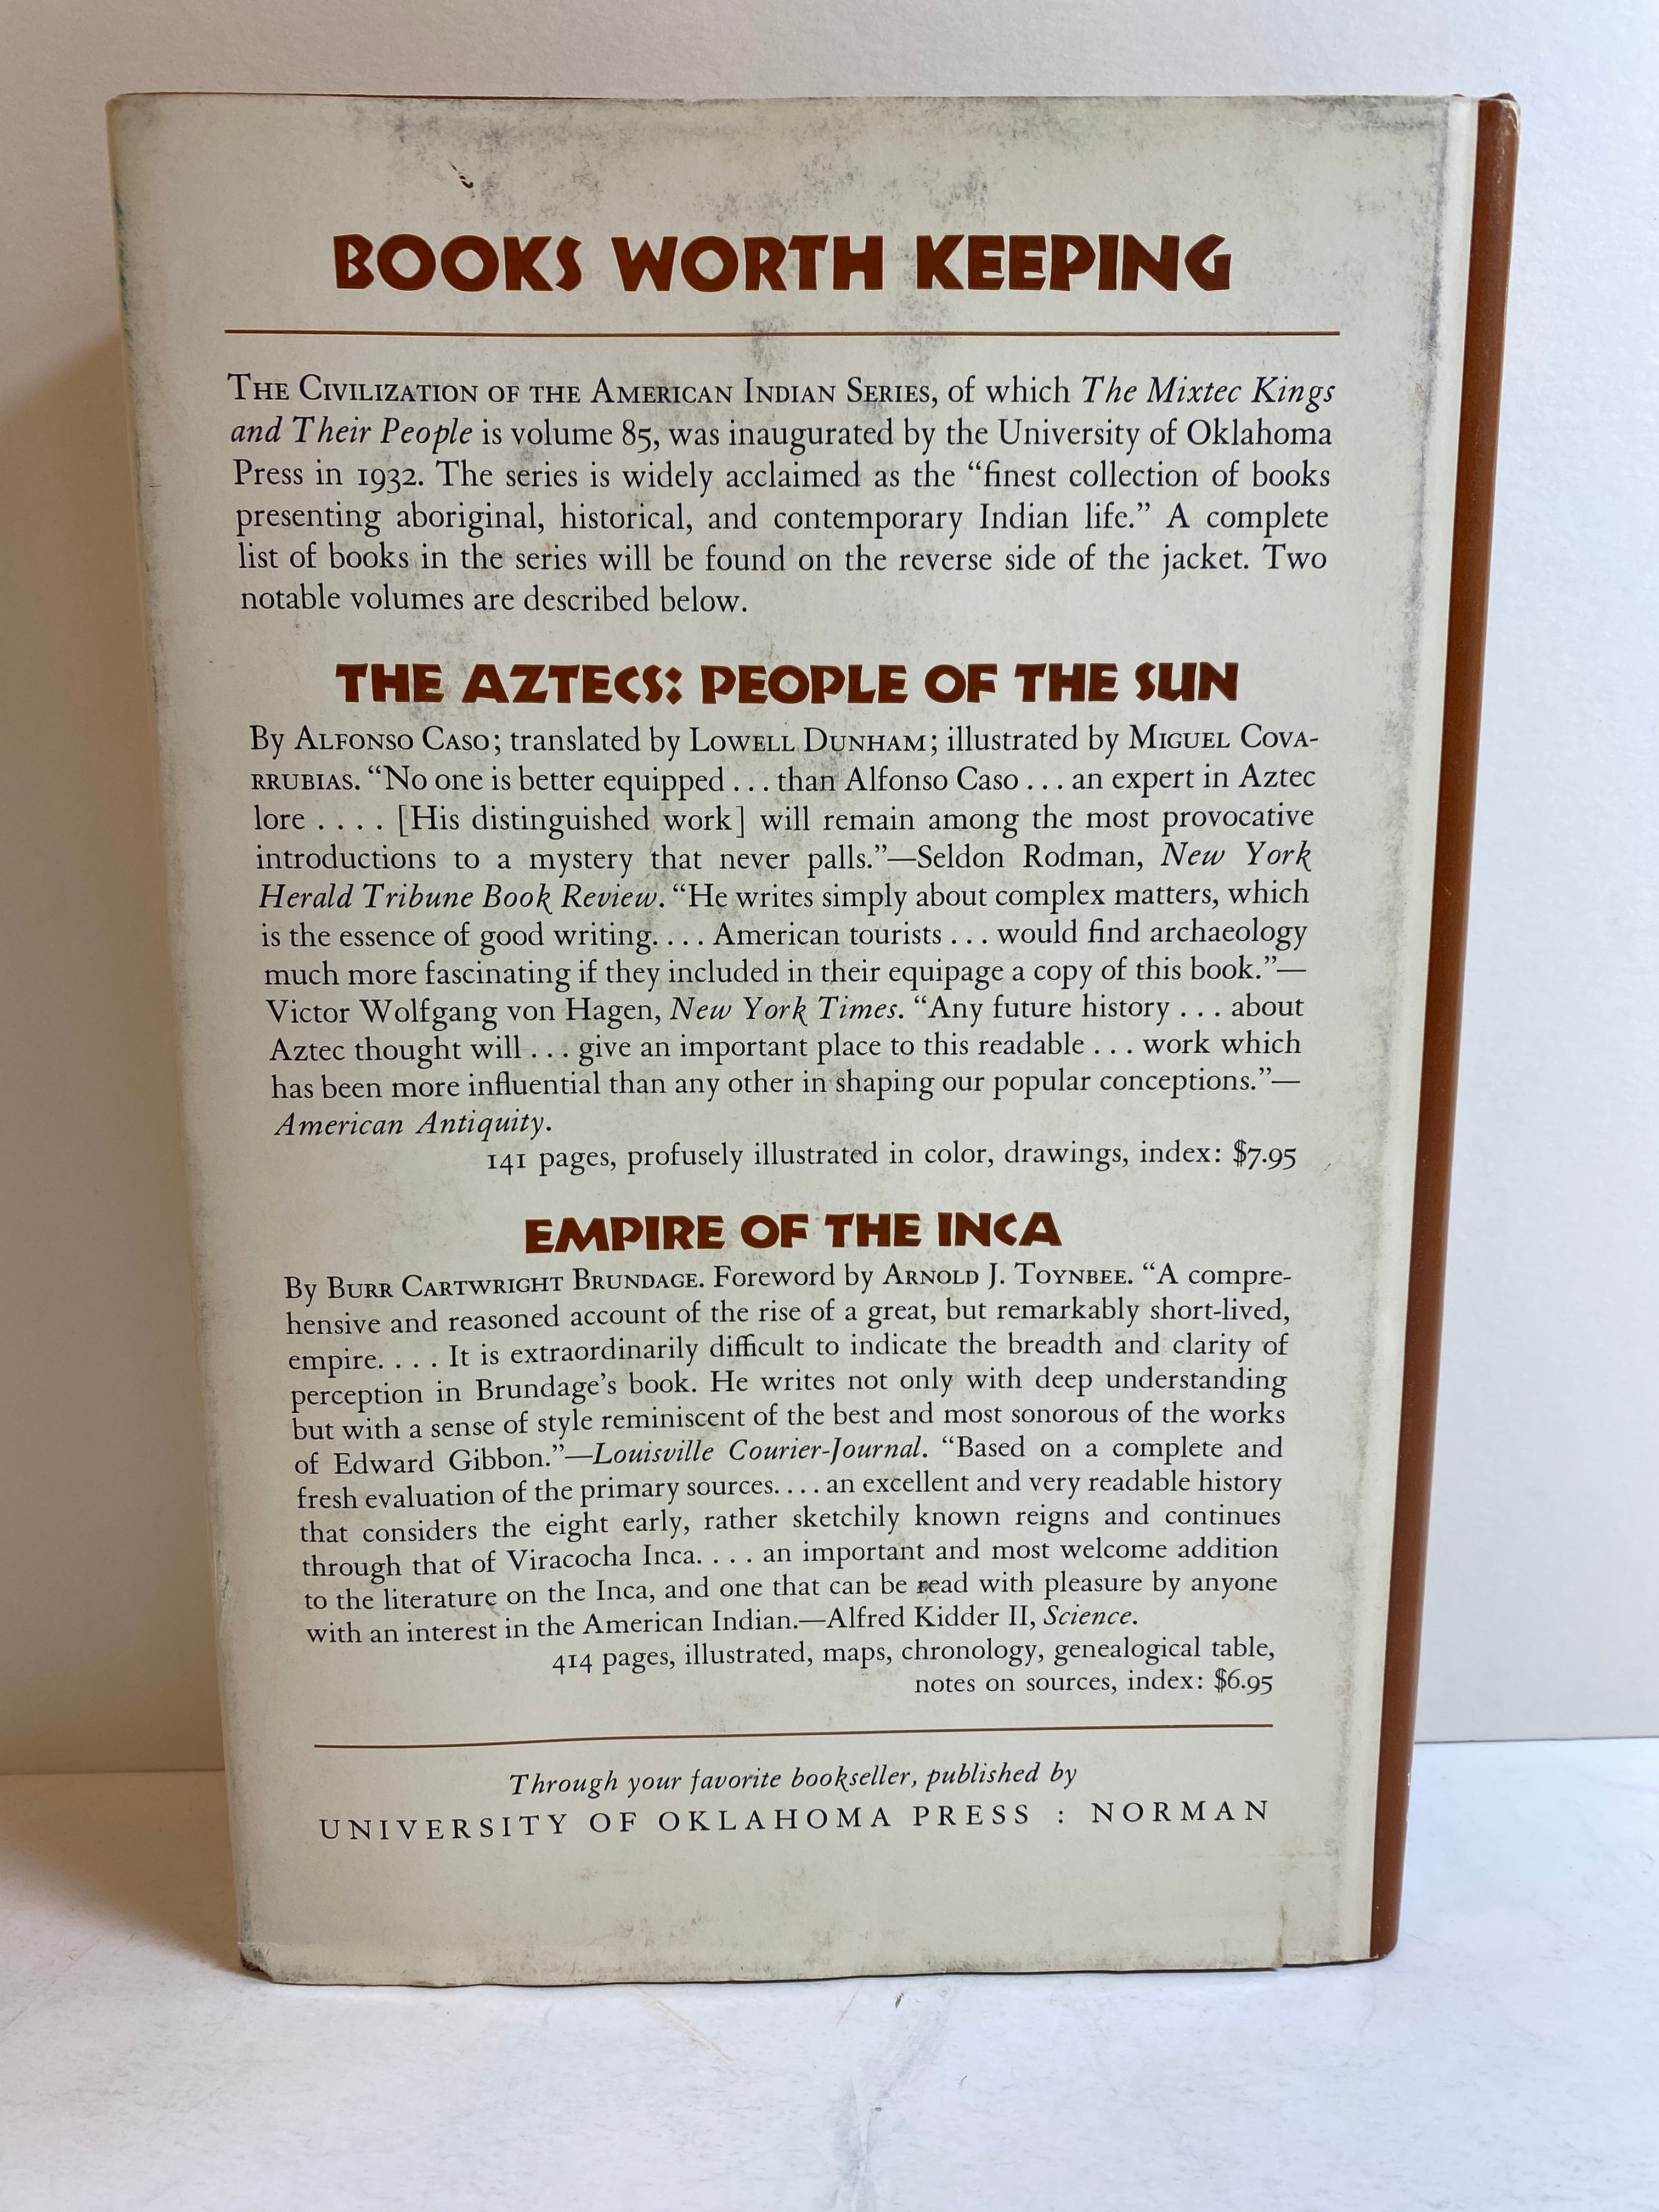 BOOKS WORTH KEEPING
THE CIVILIZATION OF THE AMERICAN INDIAN SERIES, of which The Mixtec Kings
and Their People is volume 85, was inaugurated by the University of Oklahoma
Press in 1932. The series is widely acclaimed as the “finest collection of books
presenting aboriginal, historical, and contemporary Indian life.” A complete
list of books in the series will be found on the reverse side of the jacket. Two
notable volumes are described below.
THE AZTECS: PEOPLE OF THE SUN
By ALFONSO CASO; translated by LOWELL DUNHAM; illustrated by MIGUEL COVA-
RRUBIAS. “No one is better equipped . . . than Alfonso Caso . . . an expert in Aztec
lore . . . . [His distinguished work] will remain among the most provocative
introductions to a mystery that never palls.”—Seldon Rodman, New York
Herald Tribune Book Review. “He writes simply about complex matters, which
is the essence of good writing. . . . American tourists . . . would find archaeology
much more fascinating if they included in their equipage a copy of this book.”—
Victor Wolfgang von Hagen, New York Times. “Any future history . . . about
Aztec thought will . . . give an important place to this readable . . . work which
has been more influential than any other in shaping our popular conceptions.”—
American Antiquity.
141 pages, profusely illustrated in color, drawings, index: $7.95
EMPIRE OF THE INCA
By BURR CARTWRIGHT BRUNDAGE. Foreword by ARNOLD J. TOYNBEE. “A compre-
hensive and reasoned account of the rise of a great, but remarkably short-lived,
empire. . . . It is extraordinarily difficult to indicate the breadth and clarity of
perception in Brundage’s book. He writes not only with deep understanding
but with a sense of style reminiscent of the best and most sonorous of the works
of Edward Gibbon.”—Louisville Courier-Journal. “Based on a complete and
fresh evaluation of the primary sources. . . . an excellent and very readable history
that considers the eight early, rather sketchily known reigns and continues
through that of Viracocha Inca. . . . an important and most welcome addition
to the literature on the Inca, and one that can be read with pleasure by anyone
with an interest in the American Indian.—Alfred Kidder II, Science.
414 pages, illustrated, maps, chronology, genealogical table,
notes on sources, index: $6.95
Through your favorite bookseller, published by
UNIVERSITY OF OKLAHOMA PRESS : NORMAN